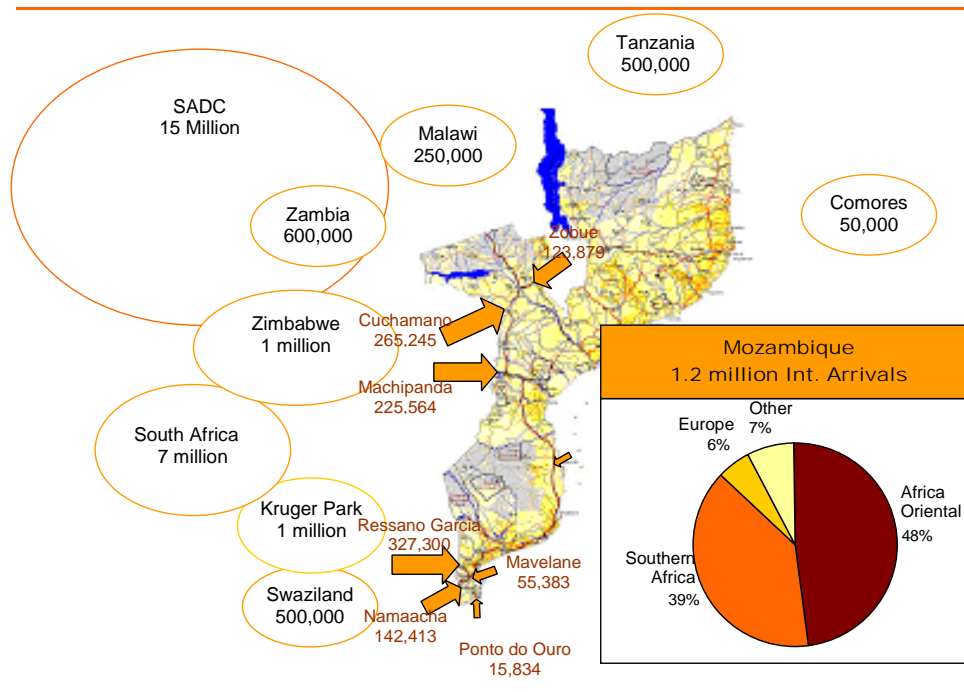 Tanzania
500,000
SADC
15 Million
Malawi
250,000
Zambia
600,000
Comores
50,000
Zobue
123,879
Zimbabwe
1 million
Cuchamano
265,245
Machipanda
225,564
Mozambique
1.2 million Int. Arrivals
South Africa
7 million
Other
7%
Europe
6%
Africa
Oriental
48%
Southern
Africa
39%
Kruger Park
1 million
Ressano Garcia
327,300
Mavelane
55,383
Swaziland
500,000
Namaacha
142,413
Ponto do Ouro
15,834